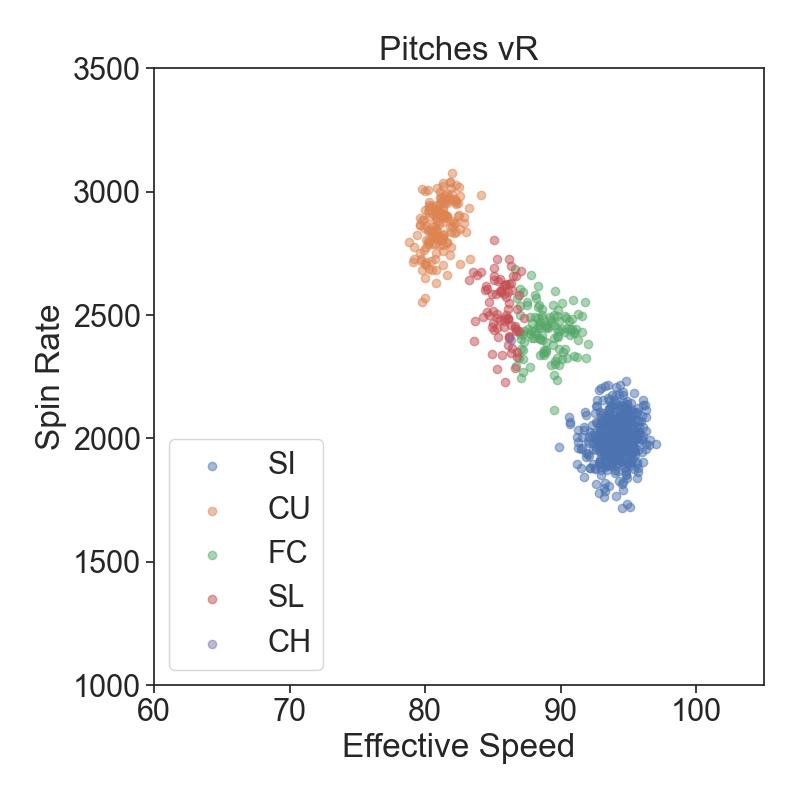 Pitches vR
3500
3000
2500
2000
1500
1000
Spin Rate
SI
CU
FC
SL
CH
60 70 80 90 100
Effective Speed